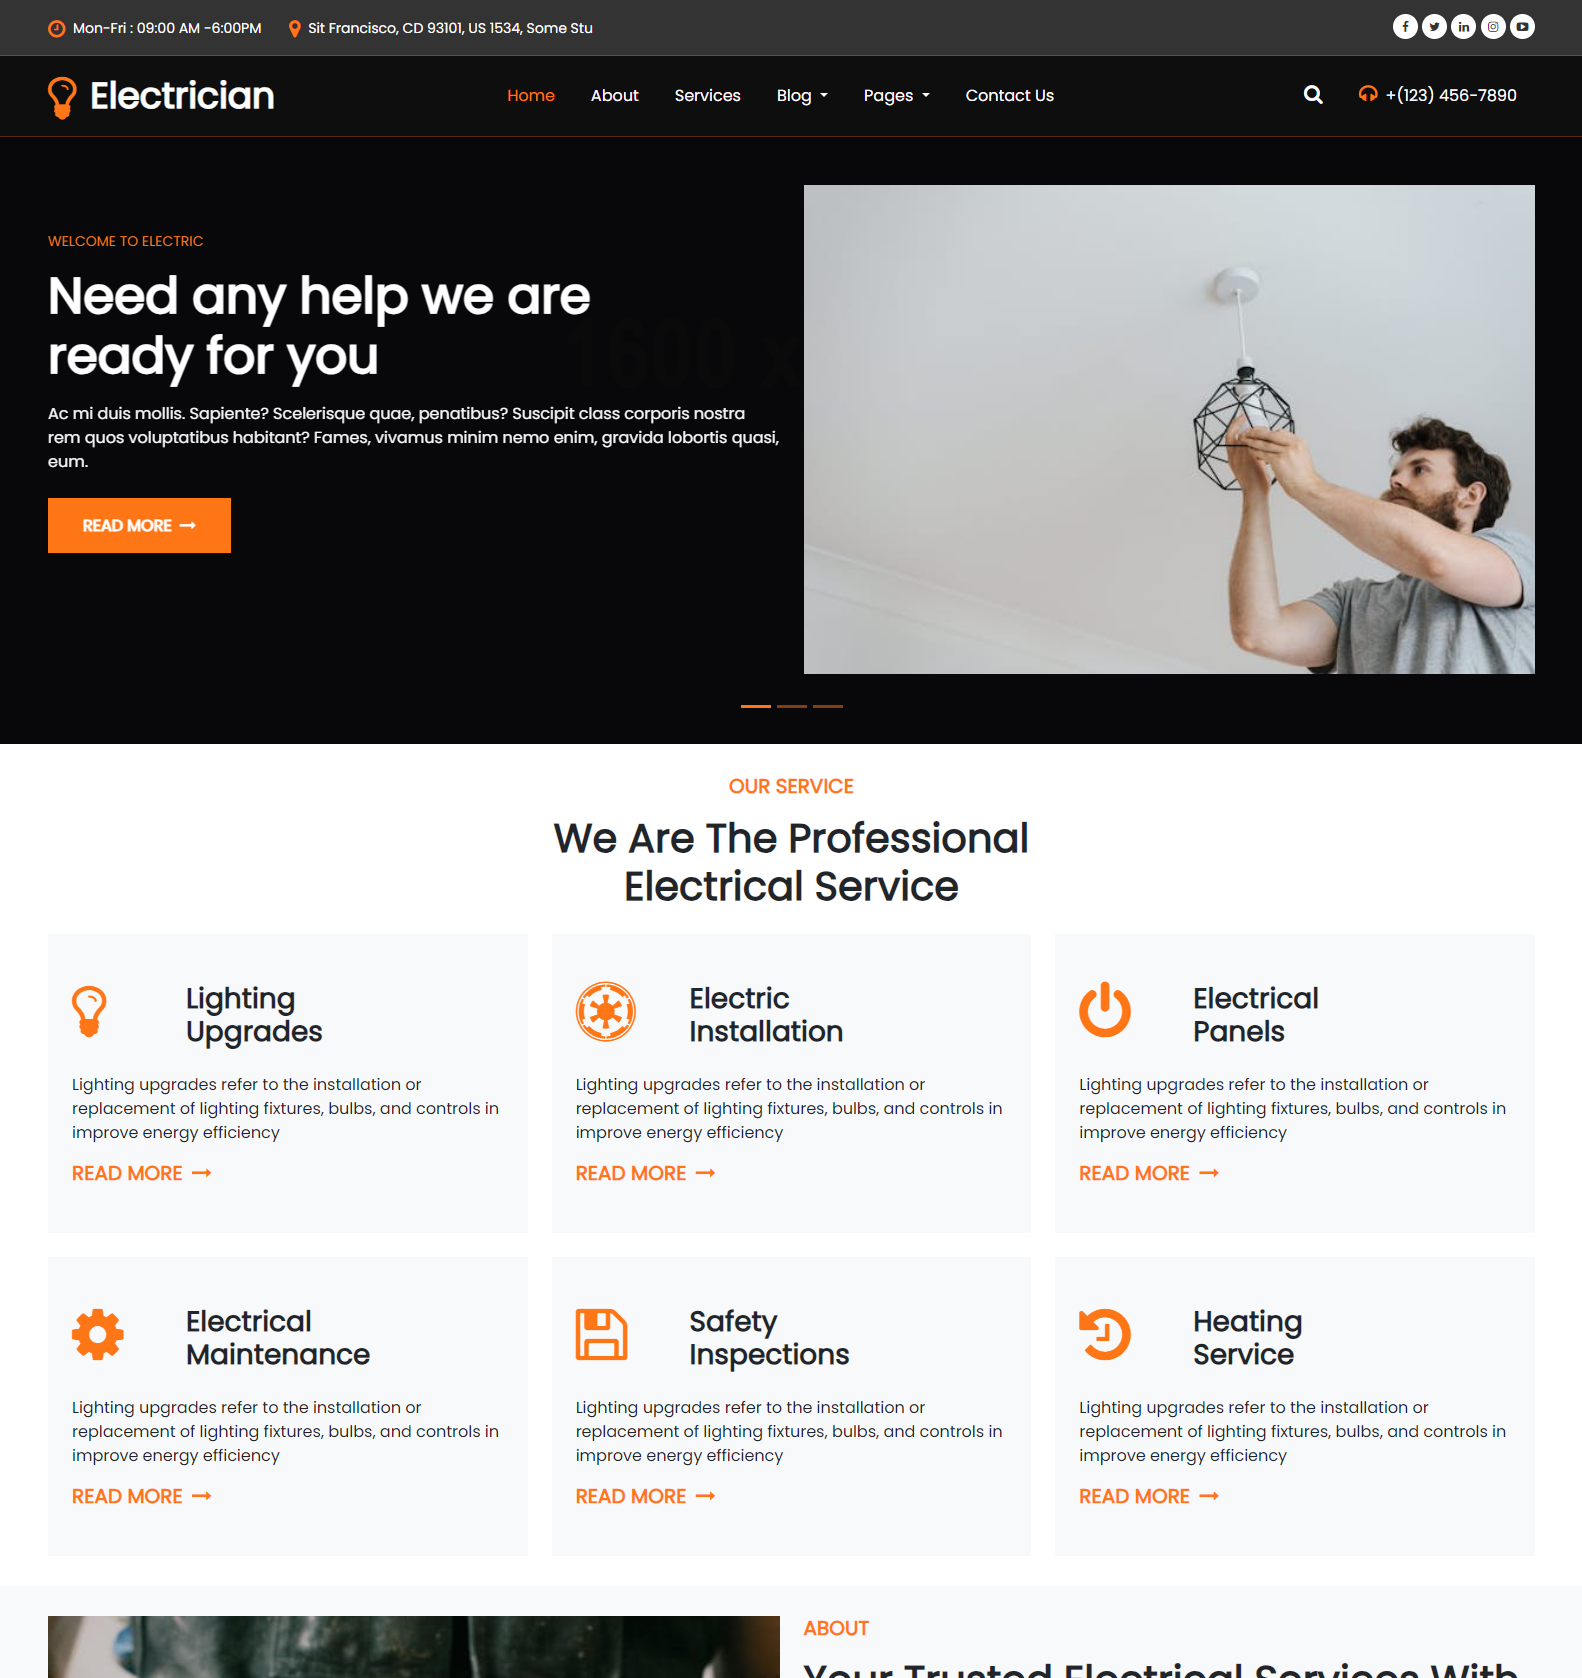 Mon-Fri : 09:00 AM -6:00PM
Sit Francisco, CD 93101, US 1534, Some Stu
Electrician
Home
About
Services
Blog
Pages
Contact Us
+(123) 456-7890
WELCOME TO ELECTRIC
Need any help we are
ready for you
1600 x
Ac mi duis mollis. Sapiente? Scelerisque quae, penatibus? Suscipit class corporis nostra
rem quos voluptatibus habitant? Fames, vivamus minim nemo enim, gravida lobortis quasi,
eum.
READ MORE
OUR SERVICE
We Are The Professional
Electrical Service
Lighting
Upgrades
Lighting upgrades refer to the installation or
replacement of lighting fixtures, bulbs, and controls in
improve energy efficiency
READ MORE
Electric
Installation
Lighting upgrades refer to the installation or
replacement of lighting fixtures, bulbs, and controls in
improve energy efficiency
READ MORE
Electrical
Panels
Lighting upgrades refer to the installation or
replacement of lighting fixtures, bulbs, and controls in
improve energy efficiency
READ MORE
Electrical
Maintenance
Lighting upgrades refer to the installation or
replacement of lighting fixtures, bulbs, and controls in
improve energy efficiency
READ MORE
Safety
Inspections
Lighting upgrades refer to the installation or
replacement of lighting fixtures, bulbs, and controls in
improve energy efficiency
READ MORE
Heating
Service
Lighting upgrades refer to the installation or
replacement of lighting fixtures, bulbs, and controls in
improve energy efficiency
READ MORE
ABOUT
Your Trusted Electrical Services With